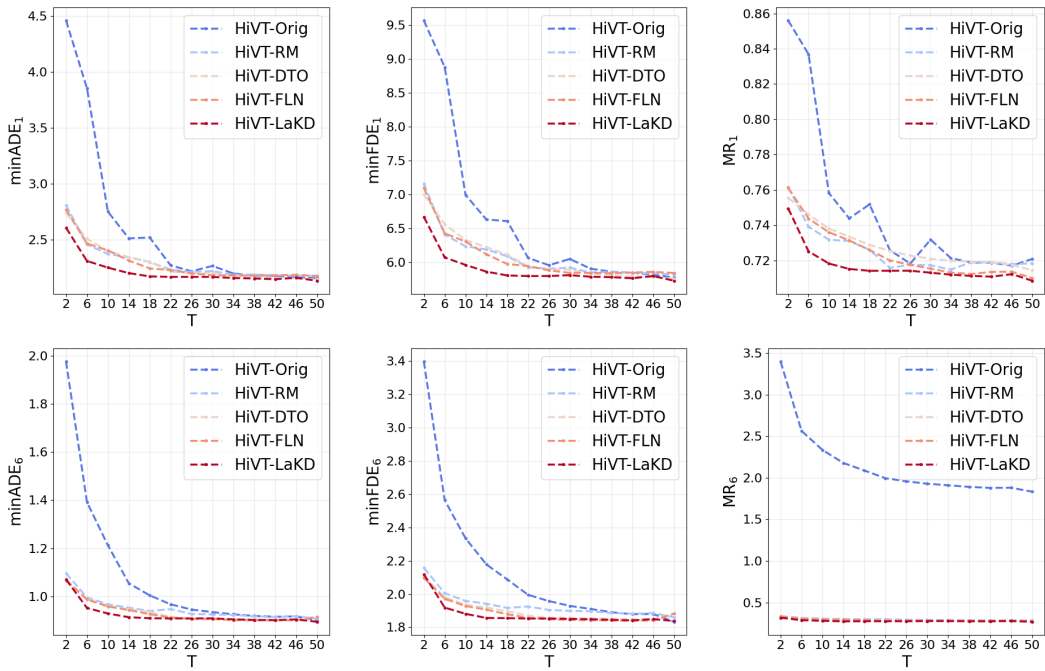 4.5
4.0
3.5
3.0
2.5
minADE1
2 6 10 14 18 22 26 30 34 38 42 46 50
T
HiVT-Orig
HiVT-RM
HiVT-DTO
HiVT-FLN
HiVT-LaKD
9.5
9.0
8.5
8.0
7.5
7.0
6.5
6.0
minFDE1
2 6 10 14 18 22 26 30 34 38 42 46 50
T
HiVT-Orig
HiVT-RM
HiVT-DTO
HiVT-FLN
HiVT-LaKD
0.86
0.84
0.82
0.80
0.78
0.76
0.74
0.72
MR1
2 6 10 14 18 22 26 30 34 38 42 46 50
T
HiVT-Orig
HiVT-RM
HiVT-DTO
HiVT-FLN
HiVT-LaKD
2.0
1.8
1.6
1.4
1.2
1.0
minADE6
2 6 10 14 18 22 26 30 34 38 42 46 50
T
HiVT-Orig
HiVT-RM
HiVT-DTO
HiVT-FLN
HiVT-LaKD
3.4
3.2
3.0
2.8
2.6
2.4
2.2
2.0
1.8
minFDE6
2 6 10 14 18 22 26 30 34 38 42 46 50
T
HiVT-Orig
HiVT-RM
HiVT-DTO
HiVT-FLN
HiVT-LaKD
3.5
3.0
2.5
2.0
1.5
1.0
0.5
MR6
2 6 10 14 18 22 26 30 34 38 42 46 50
T
HiVT-Orig
HiVT-RM
HiVT-DTO
HiVT-FLN
HiVT-LaKD